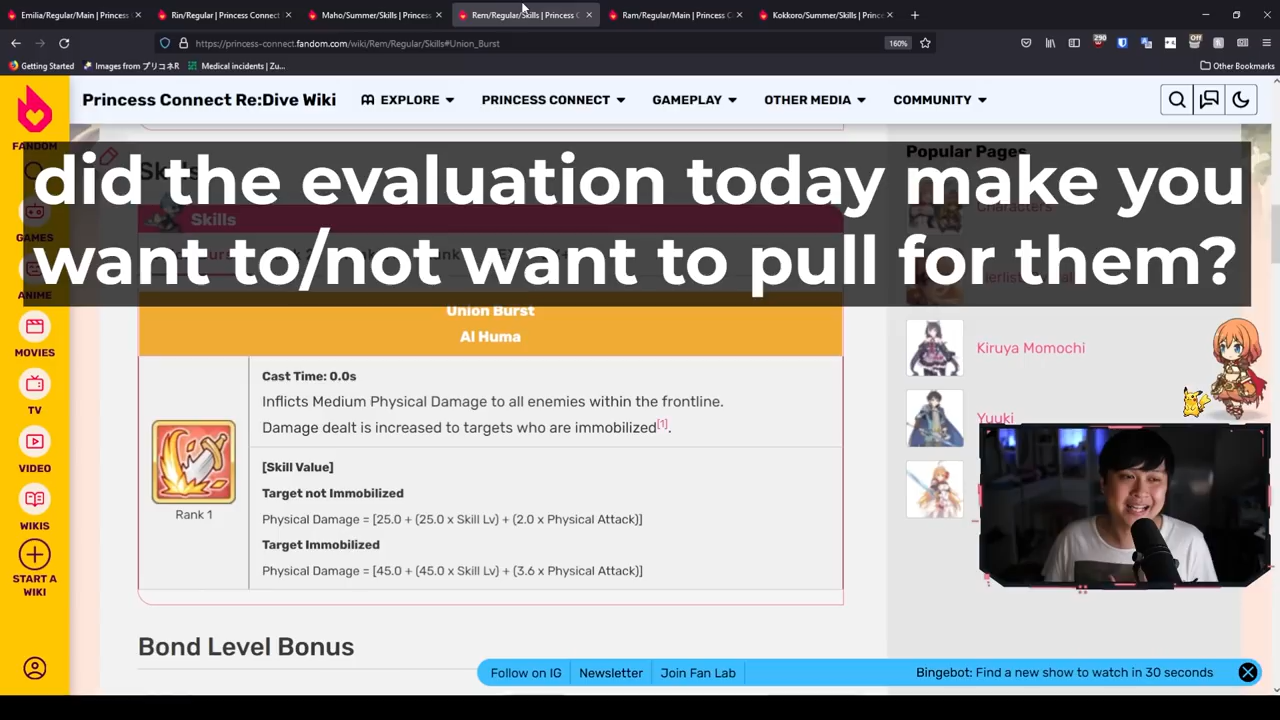 Emilia/Regular/Main | Princess
Rin/Regular | Princess Connect
Maho/Summer/Skills | Princess
Rem/Regular/Skills | Princess C
Ram/Regular/Main | Princess C
Kokkoro/Summer/Skills | Princess
https://princess-connect.fandom.com/wiki/Rem/Regular/Skills#Union_Burst
160%
290
Off
Getting Started
Images from プリコネR
Medical incidents | Zu...
Other Bookmarks
Princess Connect Re:Dive Wiki
EXPLORE
PRINCESS CONNECT
GAMEPLAY
OTHER MEDIA
COMMUNITY
FANDOM
GAMES
ANIME
MOVIES
TV
VIDEO
WIKIS
START A
WIKI
did the evaluation today make you
want to/not want to pull for them?
Popular Pages
Characters
Skills
Union Burst
Al Huma
Cast Time: 0.0s
Inflicts Medium Physical Damage to all enemies within the frontline.
Damage dealt is increased to targets who are immobilized[1].
[Skill Value]
Target not Immobilized
Physical Damage = [25.0 + (25.0 x Skill Lv) + (2.0 x Physical Attack)]
Target Immobilized
Physical Damage = [45.0 + (45.0 x Skill Lv) + (3.6 x Physical Attack)]
Rank 1
Kiruya Momochi
Yuuki
Bond Level Bonus
Follow on IG
Newsletter
Join Fan Lab
Bingebot: Find a new show to watch in 30 seconds